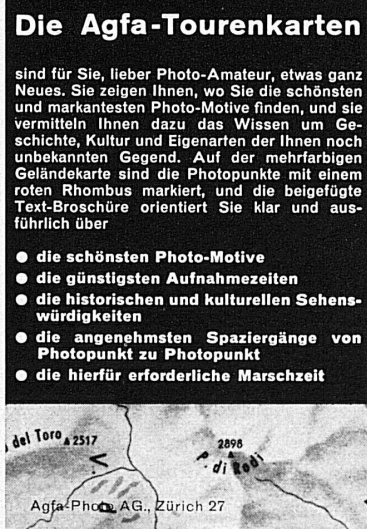 Die Agfa-Tourenkarten
sind für Sie, lieber Photo-Amateur, etwas ganz
Neues. Sie zeigen Ihnen, wo Sie die schönsten
und markantesten Photo-Motive finden, und sie
vermitteln Ihnen dazu das Wissen um Ge-
schichte, Kultur und Eigenarten der Ihnen noch
unbekannten Gegend. Auf der mehrfarbigen
Geländekarte sind die Photopunkte mit einem
roten Rhombus markiert, und die beigefügte
Text-Broschüre orientiert Sie klar und aus-
führlich über
● die schönsten Photo-Motive
● die günstigsten Aufnahmezeiten
● die historischen und kulturellen Sehens-
würdigkeiten
● die angenehmsten Spaziergänge von
Photopunkt zu Photopunkt
● die hierfür erforderliche Marschzeit
del Toro 2517
2898
P. di Rodi
V.
Agfa-Photo AG., Zürich 27